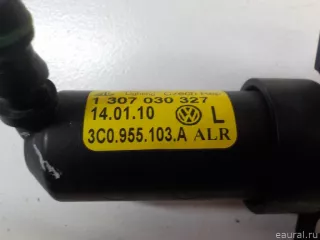 1 307 030 327
14.01.10 L
3C0.955.103.A ALR
eaural.ru